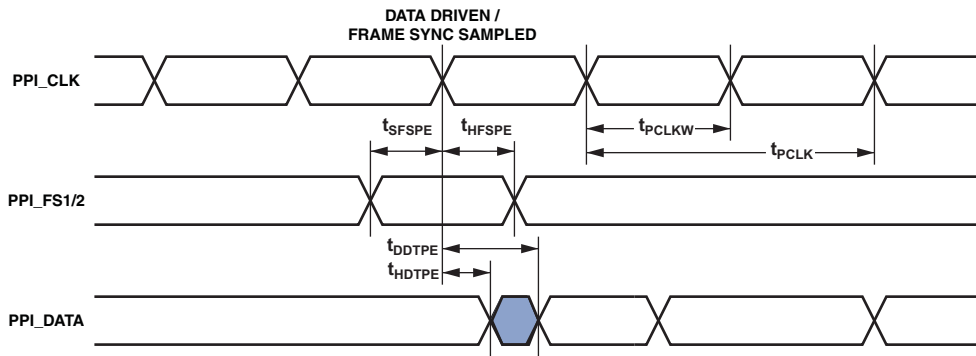 DATA DRIVEN /
FRAME SYNC SAMPLED
PPI_CLK
tSFSPE
tHFSPE
tPCLKW
tPCLK
PPI_FS1/2
tDDTPE
tHDTPE
PPI_DATA